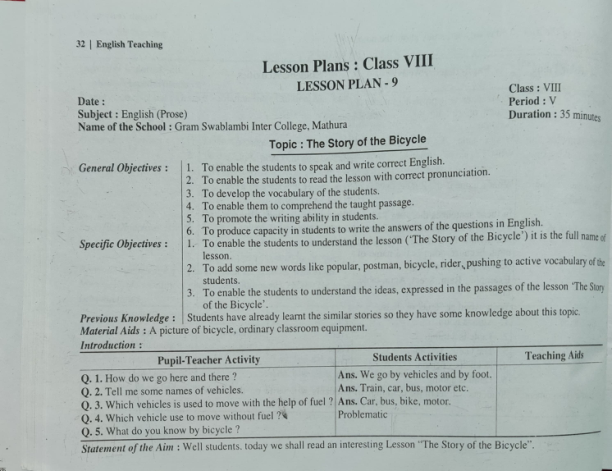 32 | English Teaching
Lesson Plans : Class VIII
LESSON PLAN - 9
Class : VIII
Date :
Period : V
Subject : English (Prose)
Duration : 35 minutes
Name of the School : Gram Swablambi Inter College, Mathura
Topic : The Story of the Bicycle
General Objectives : 1. To enable the students to speak and write correct English.
2. To enable the students to read the lesson with correct pronunciation.
3. To develop the vocabulary of the students.
4. To enable them to comprehend the taught passage.
5. To promote the writing ability in students.
6. To produce capacity in students to write the answers of the questions in English.
Specific Objectives : 1. To enable the students to understand the lesson ('The Story of the Bicycle') it is the full name of
lesson.
2. To add some new words like popular, postman, bicycle, rider, pushing to active vocabulary of the
students.
3. To enable the students to understand the ideas, expressed in the passages of the lesson 'The Story
of the Bicycle'.
Previous Knowledge : Students have already learnt the similar stories so they have some knowledge about this topic.
Material Aids : A picture of bicycle, ordinary classroom equipment.
Introduction :
Pupil-Teacher Activity Students Activities Teaching Aids
Q. 1. How do we go here and there ? Ans. We go by vehicles and by foot.
Q. 2. Tell me some names of vehicles. Ans. Train, car, bus, motor etc.
Q. 3. Which vehicles is used to move with the help of fuel ? Ans. Car, bus, bike, motor.
Q. 4. Which vehicle use to move without fuel ? Problematic
Q. 5. What do you know by bicycle ?
Statement of the Aim : Well students. today we shall read an interesting Lesson "The Story of the Bicycle".